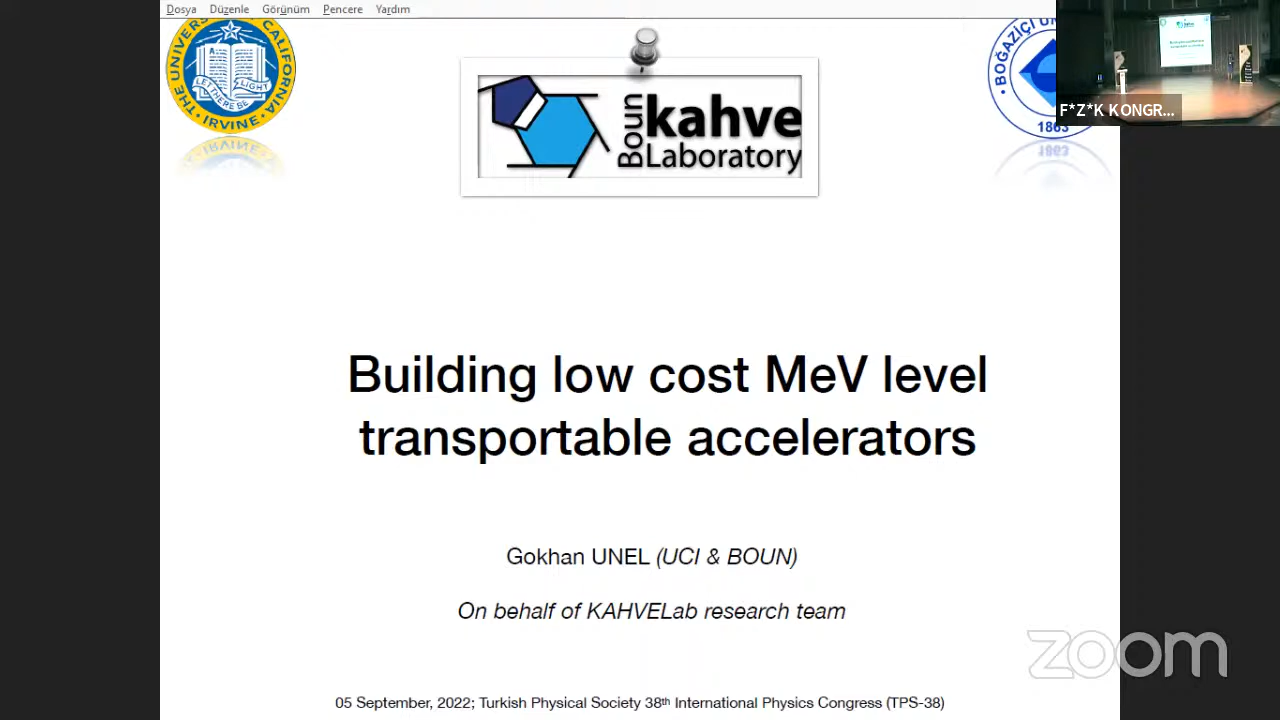 Dosya Düzenle Görünüm Pencere Yardım
THE UNIVERSITY CALIFORNIA
LET THERE BE LIGHT
• IRVINE •
Boun
kahve
Laboratory
BOĞAZİÇİ
1863
F*Z*K KONGR...
Building low cost MeV level
transportable accelerators
Gokhan UNEL (UCI & BOUN)
On behalf of KAHVELab research team
zoom
05 September, 2022; Turkish Physical Society 38th International Physics Congress (TPS-38)